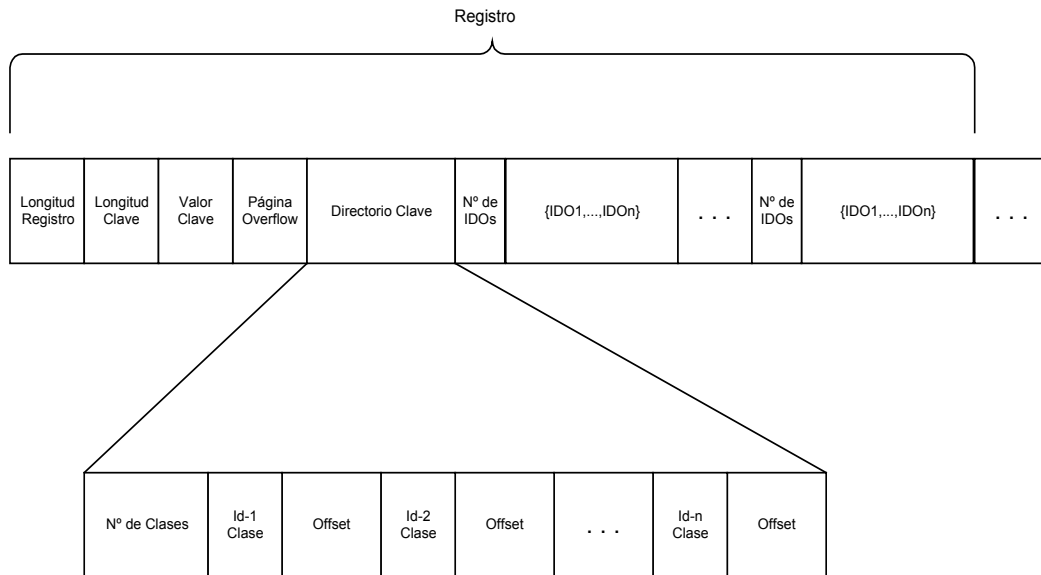 Registro
Longitud Registro
Longitud Clave
Valor Clave
Página Overflow
Directorio Clave
Nº de IDOs
{IDO1,...,IDOn}
. . .
Nº de IDOs
{IDO1,...,IDOn}
. . .
Nº de Clases
Id-1 Clase
Offset
Id-2 Clase
Offset
. . .
Id-n Clase
Offset